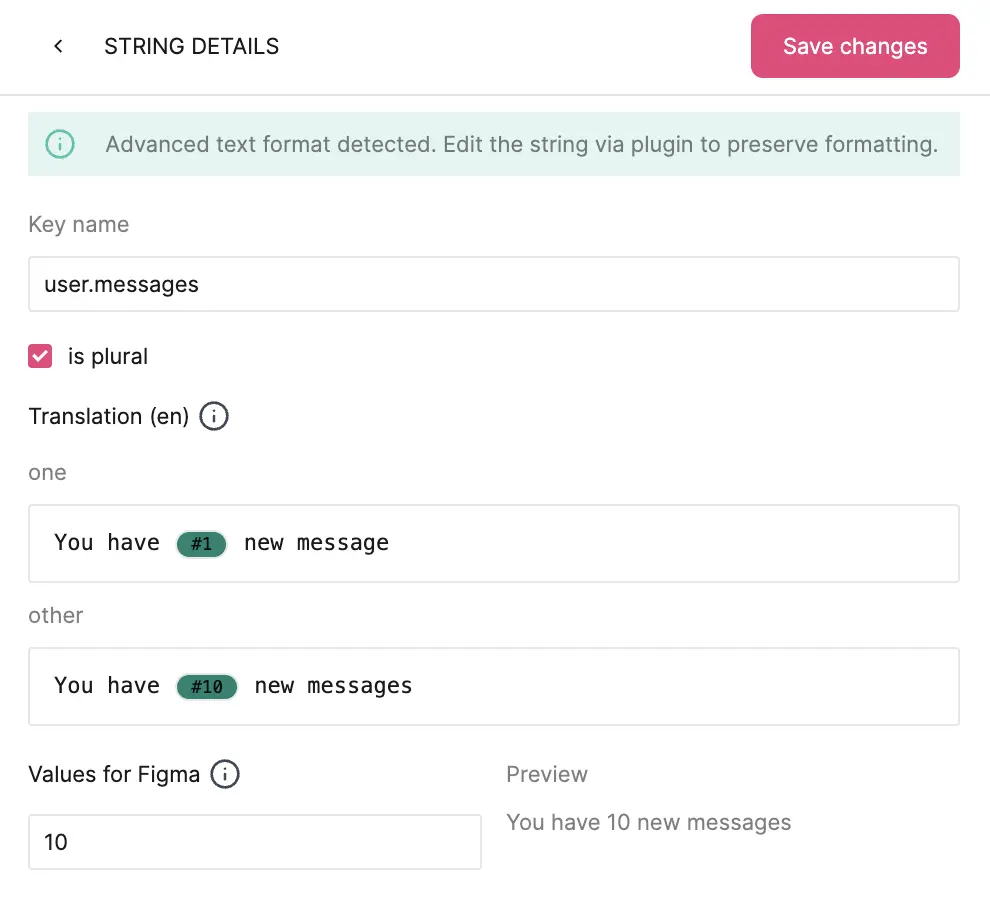 STRING DETAILS
Save changes
Advanced text format detected. Edit the string via plugin to preserve formatting.
Key name
user.messages
is plural
Translation (en)
one
You have #1 new message
other
You have #10 new messages
Values for Figma
Preview
10
You have 10 new messages